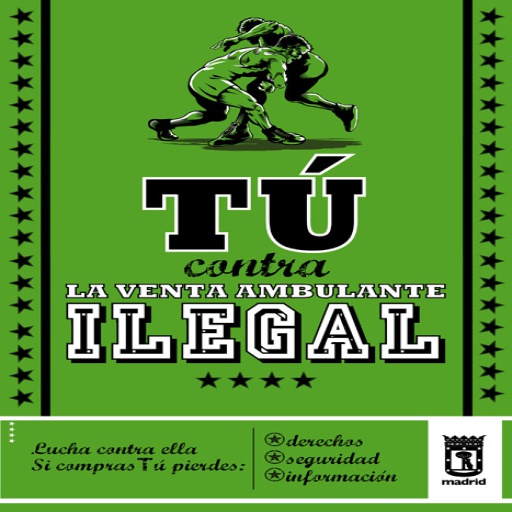 TÚ
contra
LA VENTA AMBULANTE
ILEGAL
Lucha contra ella
Si compras Tú pierdes:
derechos
seguridad
información
madrid